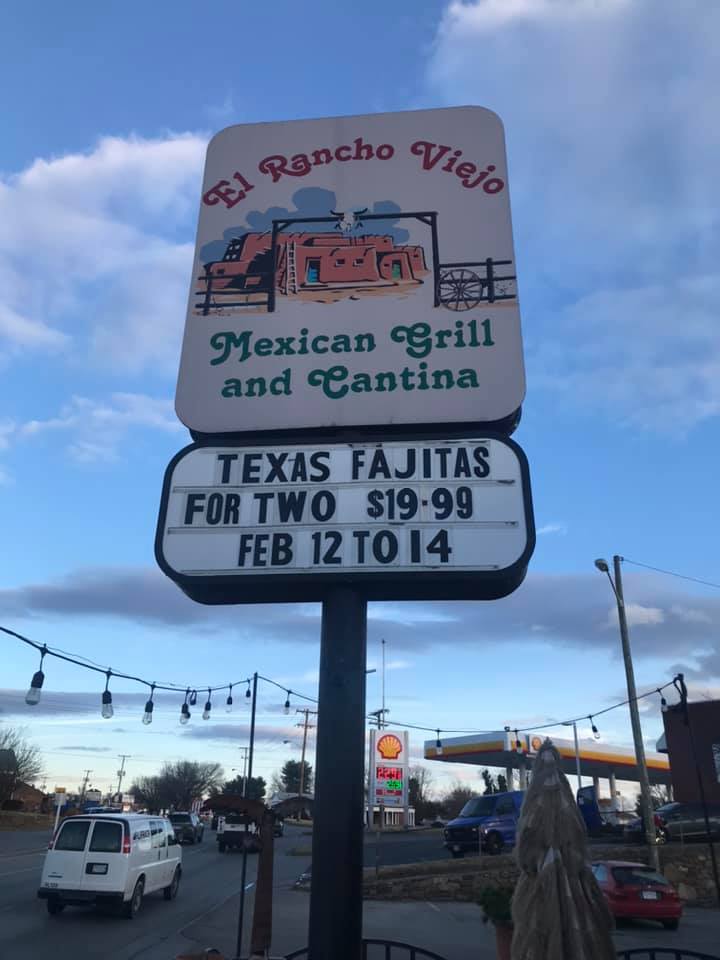 El Rancho Viejo
Mexican Grill
and Cantina
TEXAS FAJITAS
FOR TWO $19.99
FEB 12 TO 14